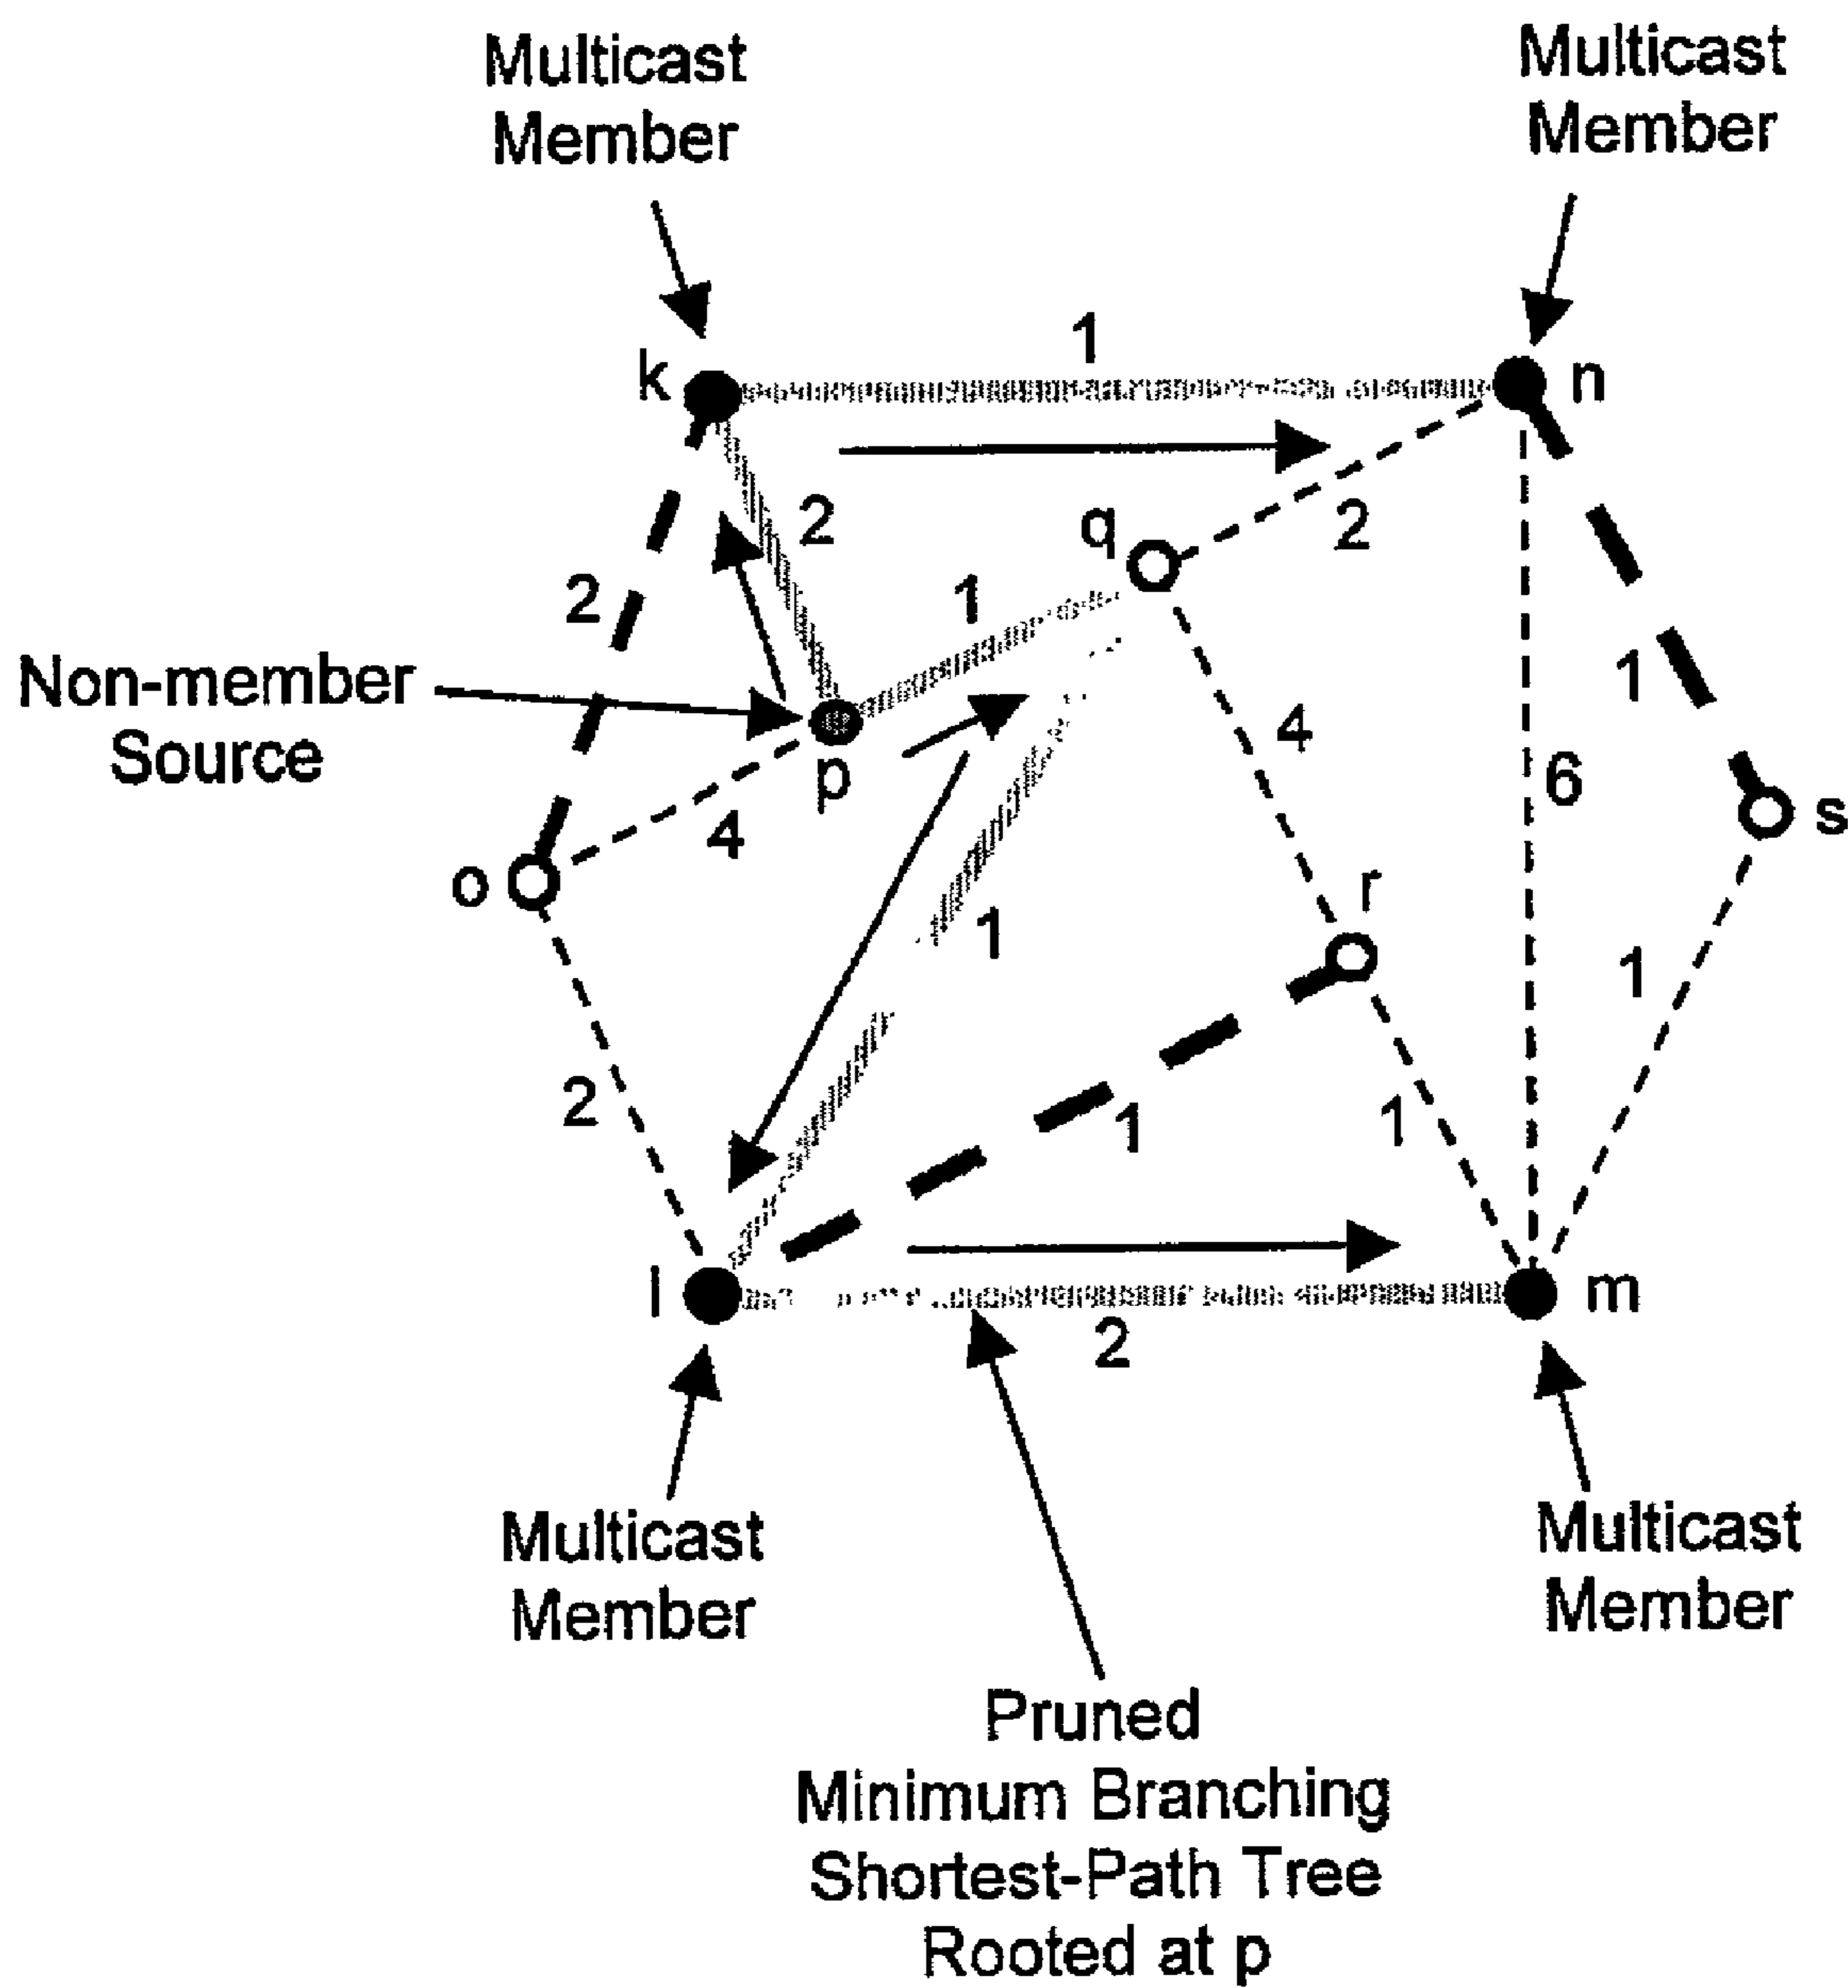 Multicast
Member
Multicast
Member
1
k
n
2
q
2
2
1
Non-member
Source
1
p
4
4
6
s
o
r
1
1
2
1
1
l
m
2
Multicast
Member
Multicast
Member
Pruned
Minimum Branching
Shortest-Path Tree
Rooted at p